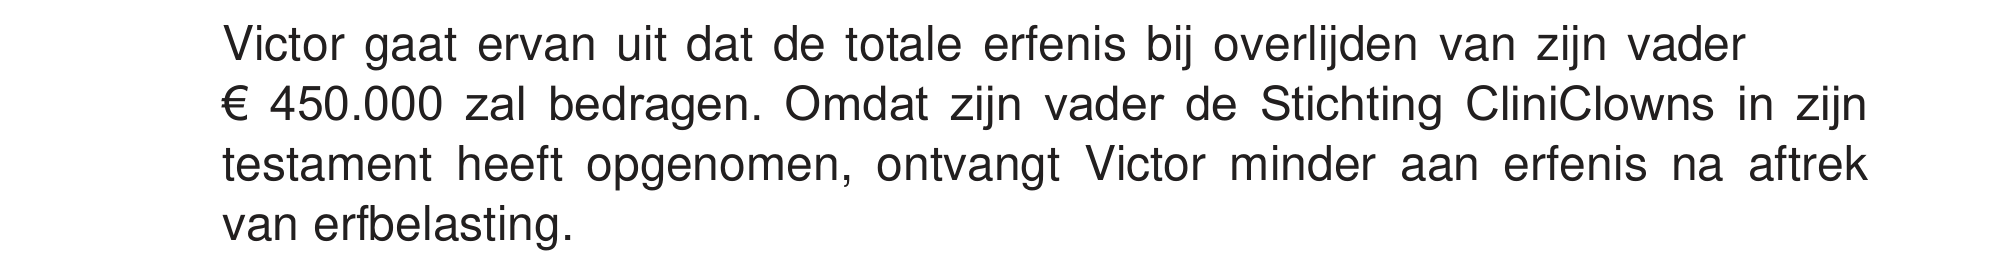 Victor gaat ervan uit dat de totale erfenis bij overlijden van zijn vader
€ 450.000 zal bedragen. Omdat zijn vader de Stichting CliniClowns in zijn
testament heeft opgenomen, ontvangt Victor minder aan erfenis na aftrek
van erfbelasting.